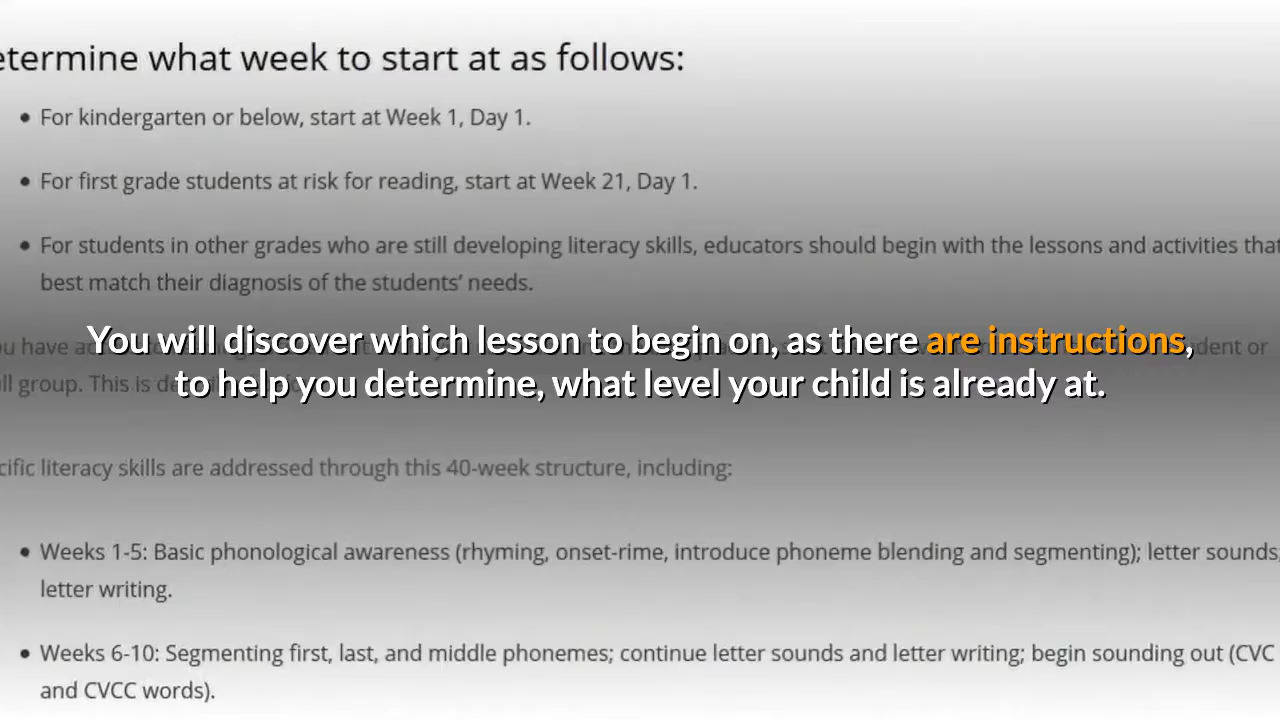 etermine what week to start at as follows:
• For kindergarten or below, start at Week 1, Day 1.
• For first grade students at risk for reading, start at Week 21, Day 1.
• For students in other grades who are still developing literacy skills, educators should begin with the lessons and activities that
best match their diagnosis of the students' needs.
You will discover which lesson to begin on, as there are instructions,
to help you determine, what level your child is already at.
ou have
dent or
ll group. This is
cific literacy skills are addressed through this 40-week structure, including:
• Weeks 1-5: Basic phonological awareness (rhyming, onset-rime, introduce phoneme blending and segmenting); letter sounds;
letter writing.
• Weeks 6-10: Segmenting first, last, and middle phonemes; continue letter sounds and letter writing; begin sounding out (CVC
and CVCC words).